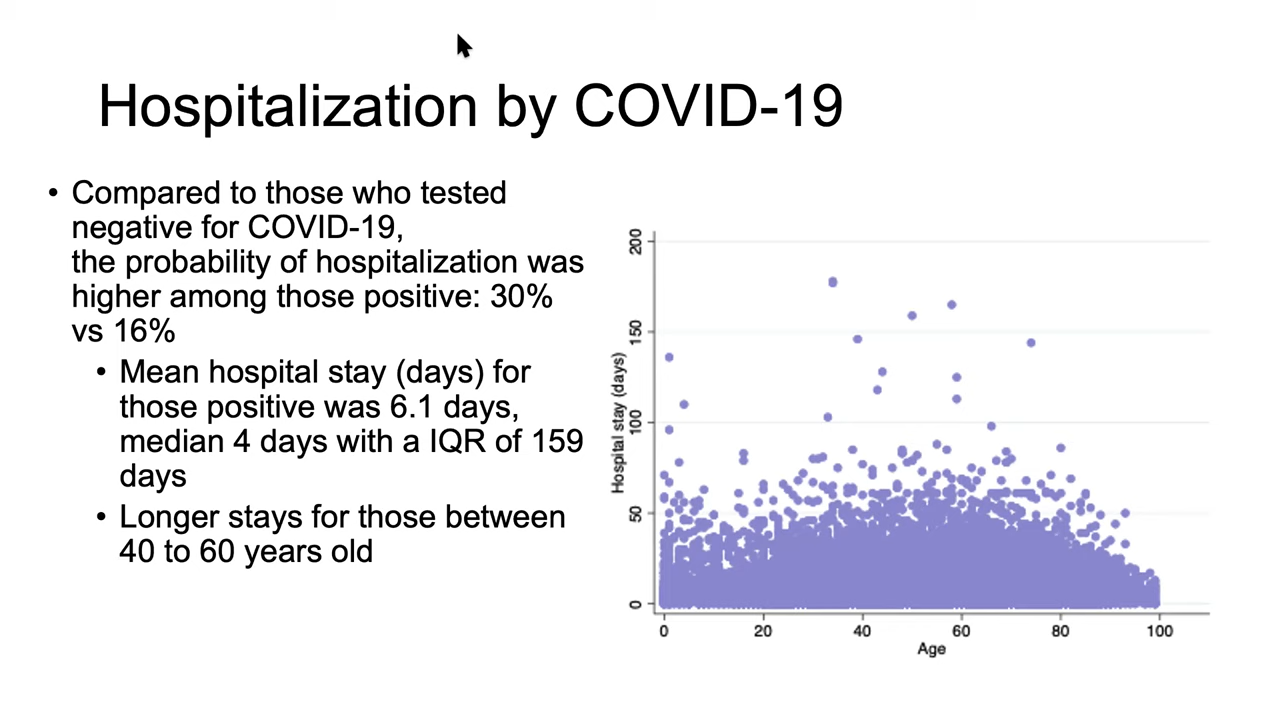 Hospitalization by COVID-19
• Compared to those who tested
negative for COVID-19,
the probability of hospitalization was
higher among those positive: 30%
vs 16%
• Mean hospital stay (days) for
those positive was 6.1 days,
median 4 days with a IQR of 159
days
• Longer stays for those between
40 to 60 years old
Hospital stay (days)
200
150
100
50
0
0 20 40 60 80 100
Age